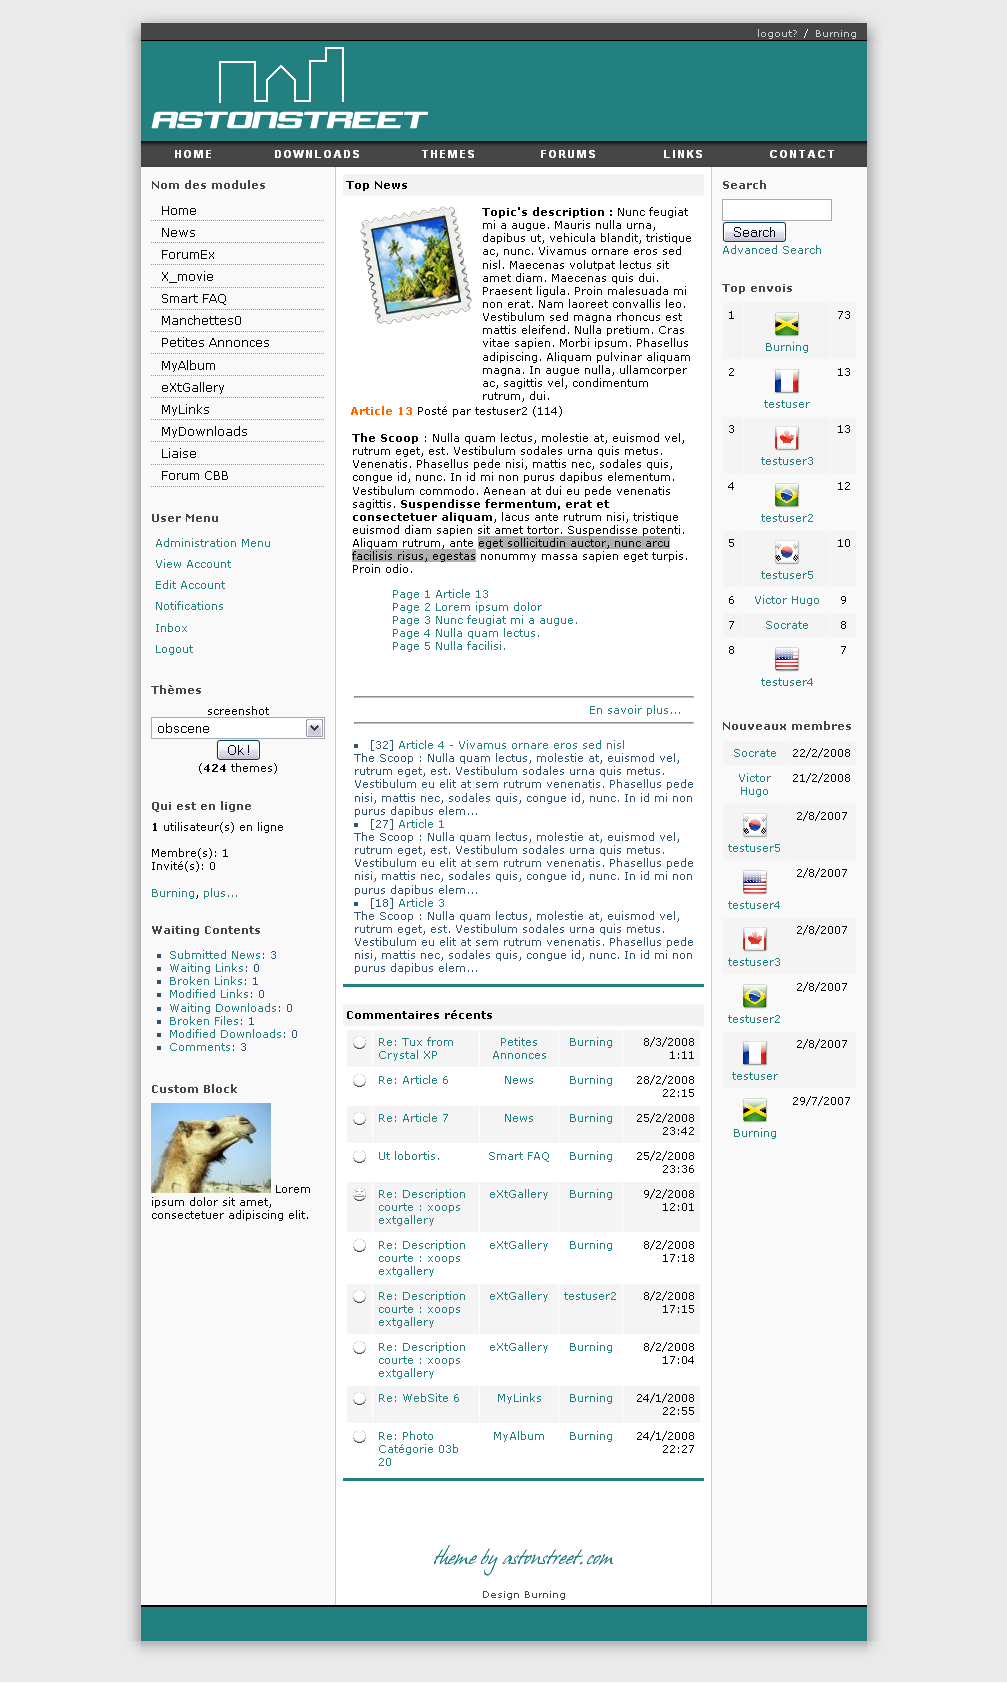 logout? / Burning
ASTONSTREET
HOME DOWNLOADS THEMES FORUMS LINKS CONTACT
Nom des modules
Home
News
ForumEx
X_movie
Smart FAQ
Manchettes0
Petites Annonces
MyAlbum
eXtGallery
MyLinks
MyDownloads
Liaise
Forum CBB
User Menu
Administration Menu
View Account
Edit Account
Notifications
Inbox
Logout
Thèmes
screenshot
obscene
Ok!
(424 themes)
Qui est en ligne
1 utilisateur(s) en ligne
Membre(s): 1
Invité(s): 0
Burning, plus...
Waiting Contents
Submitted News: 3
Waiting Links: 0
Broken Links: 1
Modified Links: 0
Waiting Downloads: 0
Broken Files: 1
Modified Downloads: 0
Comments: 3
Custom Block
Lorem
ipsum dolor sit amet,
consectetuer adipiscing elit.
Top News
Topic's description : Nunc feugiat
mi a augue. Mauris nulla urna,
dapibus ut, vehicula blandit, tristique
ac, nunc. Vivamus ornare eros sed
nisl. Maecenas volutpat lectus sit
amet diam. Maecenas quis dui.
Praesent ligula. Proin malesuada mi
non erat. Nam laoreet convallis leo.
Vestibulum sed magna rhoncus est
mattis eleifend. Nulla pretium. Cras
vitae sapien. Morbi ipsum. Phasellus
adipiscing. Aliquam pulvinar aliquam
magna. In augue nulla, ullamcorper
ac, sagittis vel, condimentum
rutrum, dui.
Article 13 Posté par testuser2 (114)
The Scoop : Nulla quam lectus, molestie at, euismod vel,
rutrum eget, est. Vestibulum sodales urna quis metus.
Venenatis. Phasellus pede nisi, mattis nec, sodales quis,
congue id, nunc. In id mi non purus dapibus elementum.
Vestibulum commodo. Aenean at dui eu pede venenatis
sagittis. Suspendisse fermentum, erat et
consectetuer aliquam, lacus ante rutrum nisi, tristique
euismod diam sapien sit amet tortor. Suspendisse potenti.
Aliquam rutrum, ante eget sollicitudin auctor, nunc arcu
facilisis risus, egestas nonummy massa sapien eget turpis.
Proin odio.
Page 1 Article 13
Page 2 Lorem ipsum dolor
Page 3 Nunc feugiat mi a augue.
Page 4 Nulla quam lectus.
Page 5 Nulla facilisi.
En savoir plus...
[32] Article 4 - Vivamus ornare eros sed nisl
The Scoop : Nulla quam lectus, molestie at, euismod vel,
rutrum eget, est. Vestibulum sodales urna quis metus.
Vestibulum eu elit at sem rutrum venenatis. Phasellus pede
nisi, mattis nec, sodales quis, congue id, nunc. In id mi non
purus dapibus elem...
[27] Article 1
The Scoop : Nulla quam lectus, molestie at, euismod vel,
rutrum eget, est. Vestibulum sodales urna quis metus.
Vestibulum eu elit at sem rutrum venenatis. Phasellus pede
nisi, mattis nec, sodales quis, congue id, nunc. In id mi non
purus dapibus elem...
[18] Article 3
The Scoop : Nulla quam lectus, molestie at, euismod vel,
rutrum eget, est. Vestibulum sodales urna quis metus.
Vestibulum eu elit at sem rutrum venenatis. Phasellus pede
nisi, mattis nec, sodales quis, congue id, nunc. In id mi non
purus dapibus elem...
Commentaires récents
Re: Tux from Petites Burning 8/3/2008
Crystal XP Annonces 1:11
Re: Article 6 News Burning 28/2/2008
22:15
Re: Article 7 News Burning 25/2/2008
23:42
Ut lobortis. Smart FAQ Burning 25/2/2008
23:36
Re: Description eXtGallery Burning 9/2/2008
courte : xoops 12:01
extgallery
Re: Description eXtGallery Burning 8/2/2008
courte : xoops 17:18
extgallery
Re: Description eXtGallery testuser2 8/2/2008
courte : xoops 17:15
extgallery
Re: Description eXtGallery Burning 8/2/2008
courte : xoops 17:04
extgallery
Re: WebSite 6 MyLinks Burning 24/1/2008
22:55
Re: Photo MyAlbum Burning 24/1/2008
Catégorie 03b 22:27
20
theme by astonstreet.com
Design Burning
Search
Search
Advanced Search
Top envois
1 73
Burning
2 13
testuser
3 13
testuser3
4 12
testuser2
5 10
testuser5
6 Victor Hugo 9
7 Socrate 8
8 7
testuser4
Nouveaux membres
Socrate 22/2/2008
Victor 21/2/2008
Hugo
2/8/2007
testuser5
2/8/2007
testuser4
2/8/2007
testuser3
2/8/2007
testuser2
2/8/2007
testuser
29/7/2007
Burning